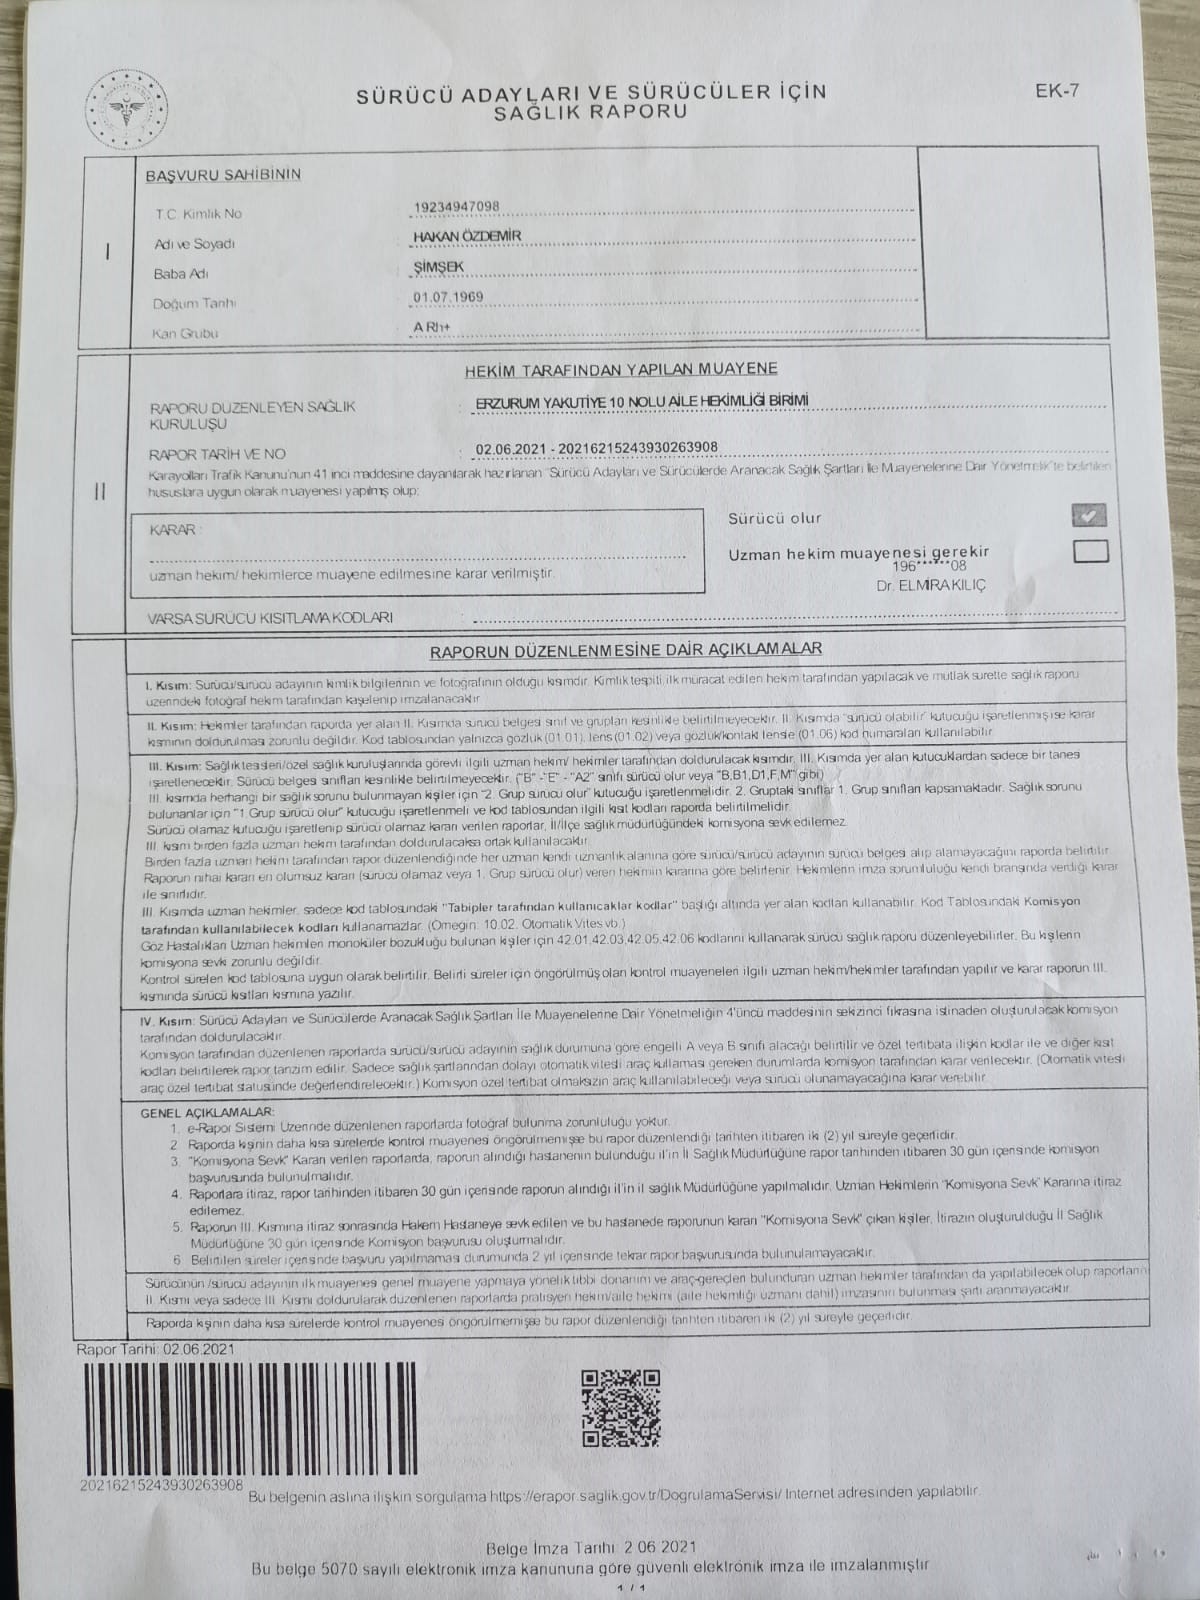 SÜRÜCÜ ADAYLARI VE SÜRÜCÜLER İÇİN
SAĞLIK RAPORU
EK-7
I
BAŞVURU SAHİBİNİN
T.C. Kimlik No : 19234947098
Adı ve Soyadı : HAKAN ÖZDEMİR
Baba Adı : ŞİMŞEK
Doğum Tarihi : 01.07.1969
Kan Grubu : A Rh+
II
HEKİM TARAFINDAN YAPILAN MUAYENE
RAPORU DÜZENLEYEN SAĞLIK : ERZURUM YAKUTİYE 10 NOLU AİLE HEKİMLİĞİ BİRİMİ
KURULUŞU
RAPOR TARİH VE NO : 02.06.2021 - 20216215243930263908
Karayolları Trafik Kanunu'nun 41 inci maddesine dayanılarak hazırlanan "Sürücü Adayları ve Sürücülerde Aranacak Sağlık Şartları İle Muayenelerine Dair Yönetmelik"te belirtilen
hususlara uygun olarak muayenesi yapılmış olup;
KARAR :
uzman hekim/ hekimlerce muayene edilmesine karar verilmiştir.
Sürücü olur
Uzman hekim muayenesi gerekir
196******08
Dr. ELMİRA KILIÇ
VARSA SÜRÜCÜ KISITLAMA KODLARI :
RAPORUN DÜZENLENMESİNE DAİR AÇIKLAMALAR
I. Kısım: Sürücü/sürücü adayının kimlik bilgilerinin ve fotoğrafının olduğu kısımdır. Kimlik tespiti, ilk müracat edilen hekim tarafından yapılacak ve mutlak surette sağlık raporu
üzerindeki fotoğraf hekim tarafından kaşelenip imzalanacaktır
II. Kısım: Hekimler tarafından raporda yer alan II. Kısımda sürücü belgesi sınıf ve grupları kesinlikle belirtilmeyecektir. II. Kısımda "sürücü olabilir" kutucuğu işaretlenmiş ise karar
kısmının doldurulması zorunlu değildir. Kod tablosundan yalnızca gözlük (01.01), lens (01.02) veya gözlük/kontak lensle (01.06) kod numaraları kullanılabilir
III. Kısım: Sağlık tesisleri/özel sağlık kuruluşlarında görevli ilgili uzman hekim/ hekimler tarafından doldurulacak kısımdır, III. Kısımda yer alan kutucuklardan sadece bir tanesi
işaretlenecektir. Sürücü belgesi sınıfları kesinlikle belirtilmeyecektir. ("B" -"E" - "A2" sınıfı sürücü olur veya "B,B1,D1,F,M" gibi)
III. kısımda herhangi bir sağlık sorunu bulunmayan kişiler için "2. Grup sürücü olur" kutucuğu işaretlenmelidir. 2. Gruptaki sınıflar 1. Grup sınıfları kapsamaktadır. Sağlık sorunu
bulunanlar için "1.Grup sürücü olur" kutucuğu işaretlenmeli ve kod tablosundan ilgili kısıt kodları raporda belirtilmelidir.
Sürücü olamaz kutucuğu işaretlenip sürücü olamaz kararı verilen raporlar, İl/İlçe sağlık müdürlüğündeki komisyona sevk edilemez.
III. kısım birden fazla uzman hekim tarafından doldurulacaksa ortak kullanılacaktır.
Birden fazla uzman hekim tarafından rapor düzenlendiğinde her uzman kendi uzmanlık alanına göre sürücü/sürücü adayının sürücü belgesi alıp alamayacağını raporda belirtilir.
Raporun nihai kararı en olumsuz kararı (sürücü olamaz veya 1. Grup sürücü olur) veren hekimin kararına göre belirlenir. Hekimlerin imza sorumluluğu kendi branşında verdiği karar
ile sınırlıdır.
III. Kısımda uzman hekimler, sadece kod tablosundaki "Tabipler tarafından kullanılacaklar kodlar" başlığı altında yer alan kodları kullanabilir. Kod Tablosundaki Komisyon
tarafından kullanılabilecek kodları kullanamazlar. (Örneğin: 10.02. Otomatik Vites vb.)
Göz Hastalıkları Uzman hekimleri monoküler bozukluğu bulunan kişiler için 42.01,42.03,42.05,42.06 kodlarını kullanarak sürücü sağlık raporu düzenleyebilirler. Bu kişilerin
komisyona sevki zorunlu değildir.
Kontrol süreleri kod tablosuna uygun olarak belirtilir. Belirli süreler için öngörülmüş olan kontrol muayeneleri ilgili uzman hekim/hekimler tarafından yapılır ve karar raporun III.
kısmında sürücü kısıtları kısmına yazılır.
IV. Kısım: Sürücü Adayları ve Sürücülerde Aranacak Sağlık Şartları İle Muayenelerine Dair Yönetmeliğin 4'üncü maddesinin sekizinci fıkrasına istinaden oluşturulacak komisyon
tarafından doldurulacaktır.
Komisyon tarafından düzenlenen raporlarda sürücü/sürücü adayının sağlık durumuna göre engelli A veya B sınıfı alacağı belirtilir ve özel tertibata ilişkin kodlar ile ve diğer kısıt
kodları belirtilerek rapor tanzim edilir. Sadece sağlık şartlarından dolayı otomatik vitesli araç kullaması gereken durumlarda komisyon tarafından karar verilecektir. (Otomatik vitesli
araç özel tertibat statüsünde değerlendirelecektir.) Komisyon özel tertibat olmaksızın araç kullanılabileceği veya sürücü olunamayacağına karar verebilir.
GENEL AÇIKLAMALAR:
1. e-Rapor Sistemi Üzerinde düzenlenen raporlarda fotoğraf bulunma zorunluluğu yoktur.
2. Raporda kişinin daha kısa sürelerde kontrol muayenesi öngörülmemişse bu rapor düzenlendiği tarihten itibaren iki (2) yıl süreyle geçerlidir.
3. "Komisyona Sevk" Kararı verilen raporlarda, raporun alındığı hastanenin bulunduğu il'in İl Sağlık Müdürlüğüne rapor tarihinden itibaren 30 gün içerisinde komisyon
başvurusunda bulunulmalıdır.
4. Raporlara itiraz, rapor tarihinden itibaren 30 gün içerisinde raporun alındığı il'in il sağlık Müdürlüğüne yapılmalıdır. Uzman Hekimlerin "Komisyona Sevk" Kararına itiraz
edilemez.
5. Raporun III. Kısmına itiraz sonrasında Hakem Hastaneye sevk edilen ve bu hastanede raporunun kararı "Komisyona Sevk" çıkan kişiler, İtirazın oluşturulduğu İl Sağlık
Müdürlüğüne 30 gün içerisinde Komisyon başvurusu oluşturmalıdır.
6. Belirtilen süreler içerisinde başvuru yapılmaması durumunda 2 yıl içerisinde tekrar rapor başvurusunda bulunulamayacaktır.
Sürücünün /sürücü adayının ilk muayenesi genel muayene yapmaya yönelik tıbbi donanım ve araç-gereçleri bulunduran uzman hekimler tarafından da yapılabilecek olup raporların
II. Kısmı veya sadece III. Kısmı doldurularak düzenlenen raporlarda pratisyen hekim/aile hekimi (aile hekimliği uzmanı dahil) imzasının bulunması şartı aranmayacaktır.
Raporda kişinin daha kısa sürelerde kontrol muayenesi öngörülmemişse bu rapor düzenlendiği tarihten itibaren iki (2) yıl süreyle geçerlidir.
Rapor Tarihi: 02.06.2021
20216215243930263908
Bu belgenin aslına ilişkin sorgulama https://erapor.saglik.gov.tr/DogrulamaServisi/ Internet adresinden yapılabilir.
Belge İmza Tarihi: 2.06.2021
Bu belge 5070 sayılı elektronik imza kanununa göre güvenli elektronik imza ile imzalanmıştır
1 / 1